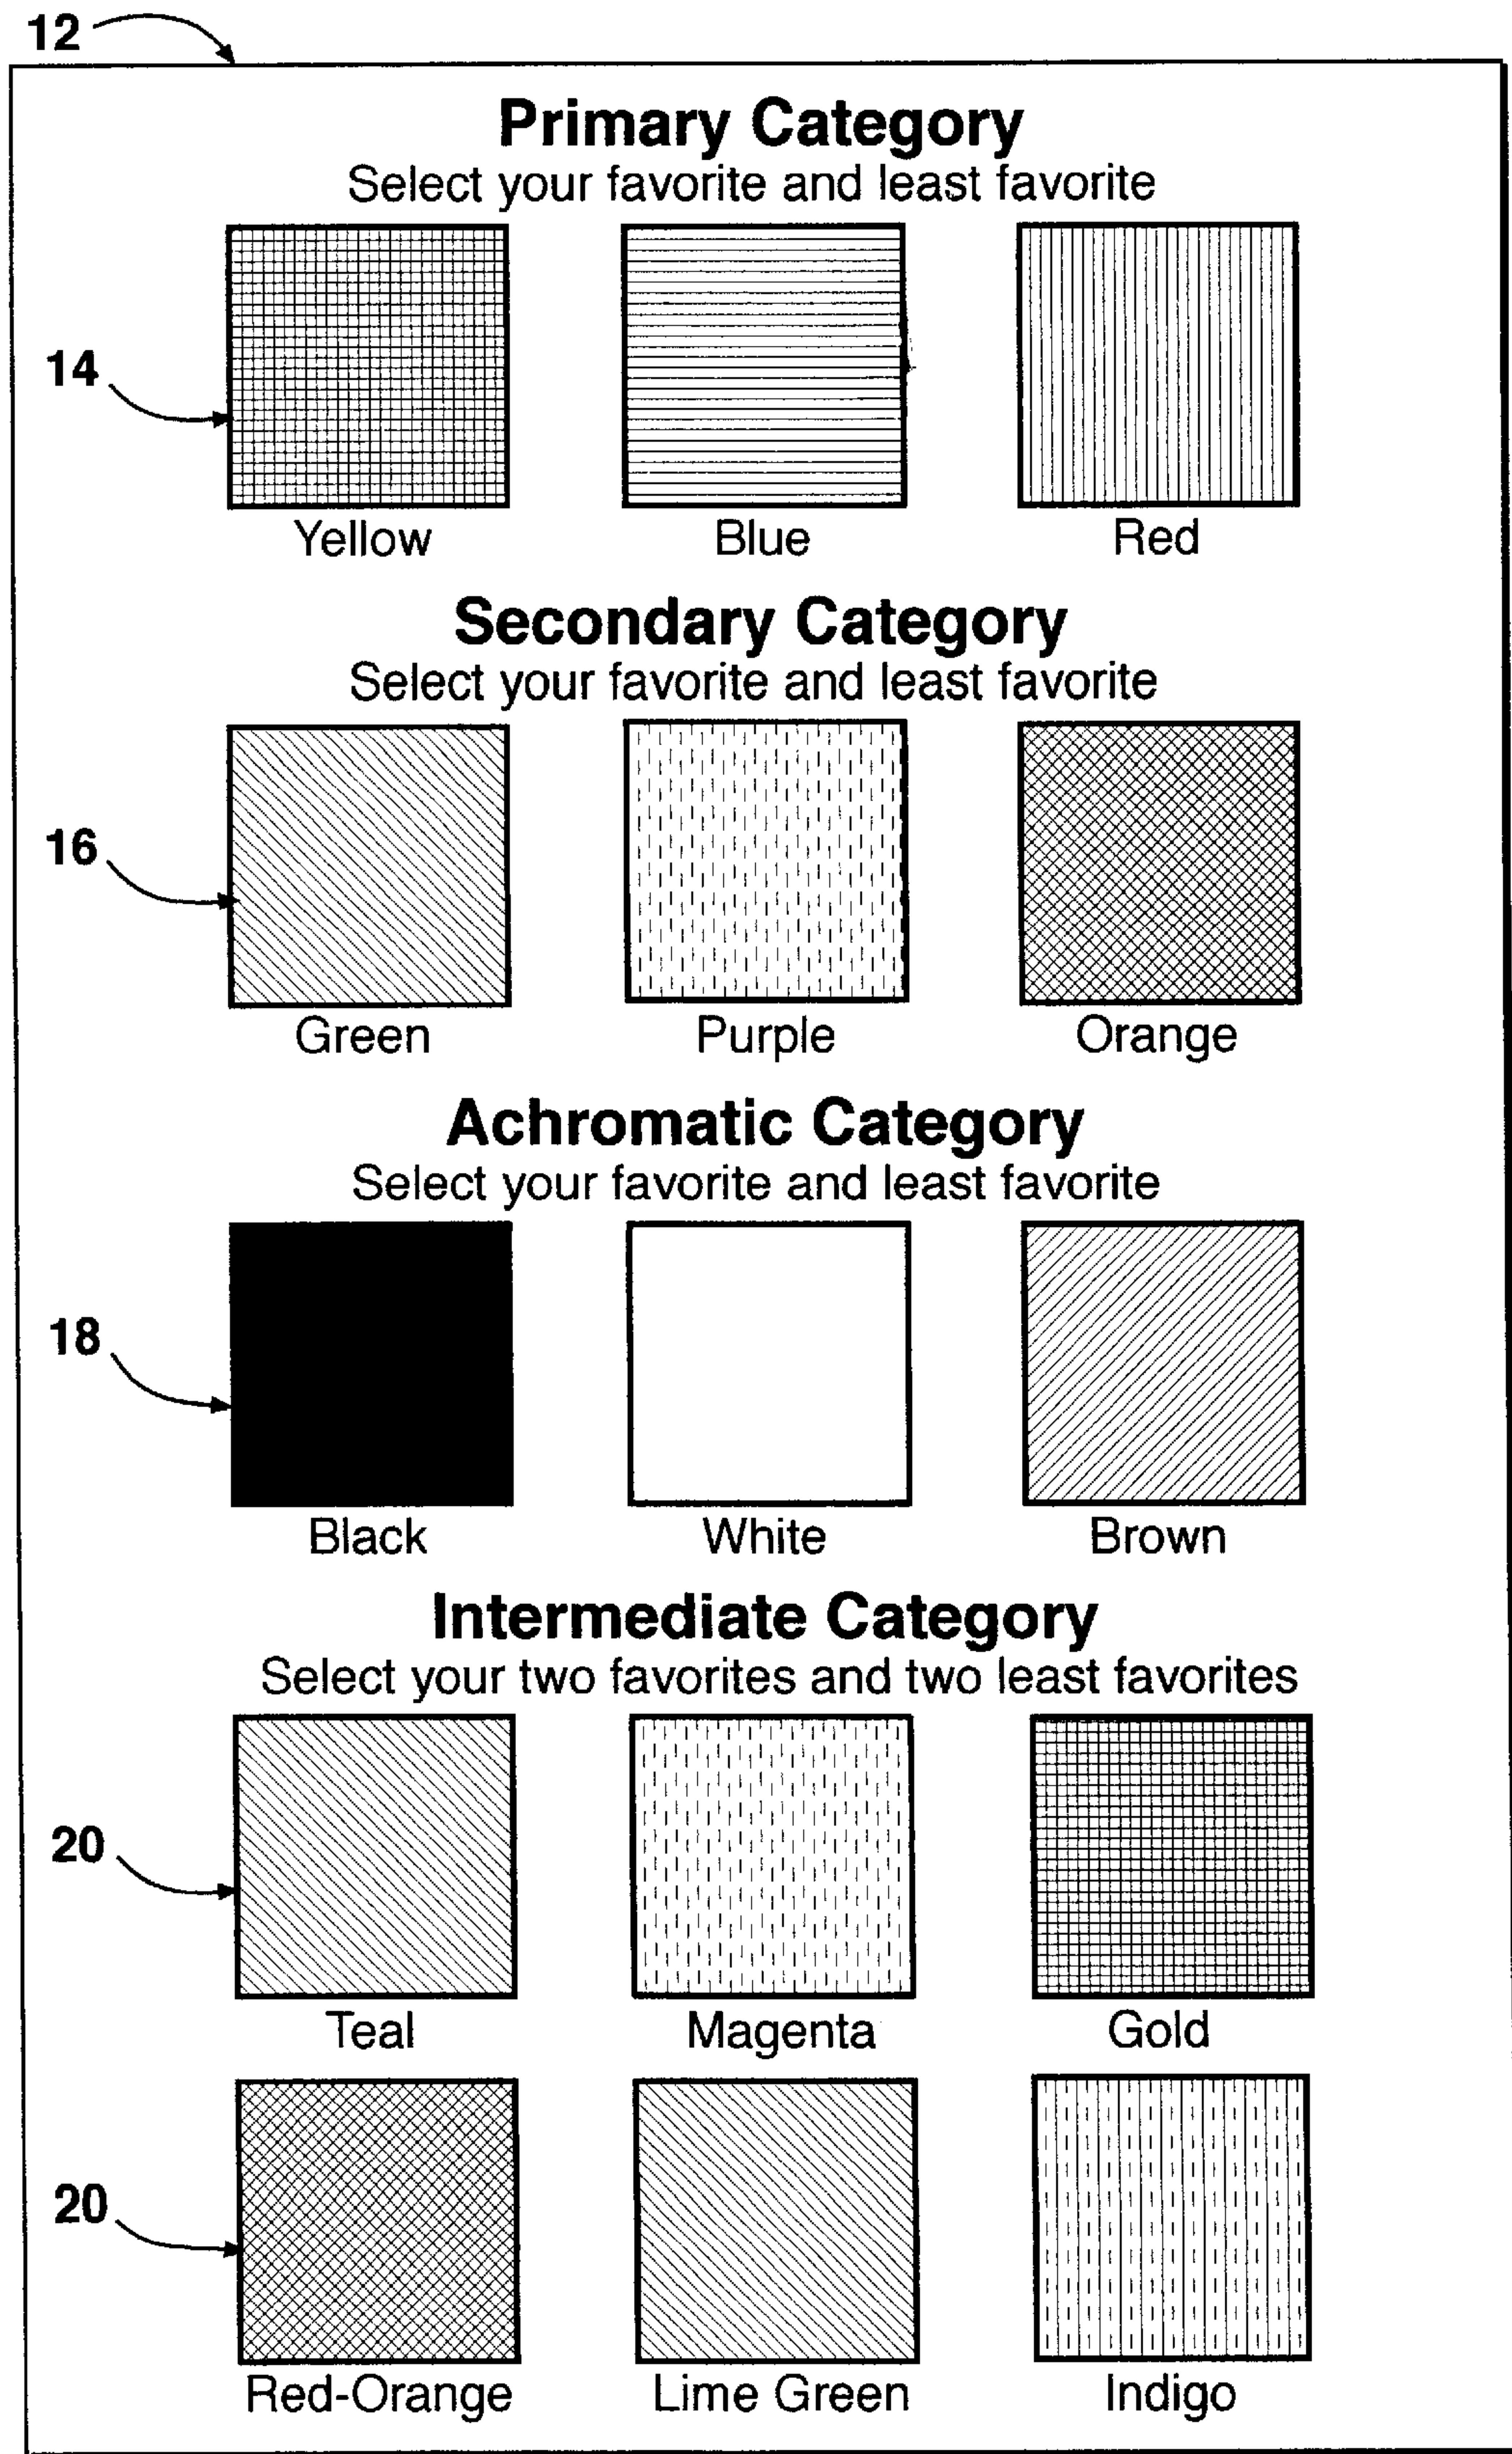 12
Primary Category
Select your favorite and least favorite
14
Yellow Blue Red
Secondary Category
Select your favorite and least favorite
16
Green Purple Orange
Achromatic Category
Select your favorite and least favorite
18
Black White Brown
Intermediate Category
Select your two favorites and two least favorites
20
Teal Magenta Gold
20
Red-Orange Lime Green Indigo